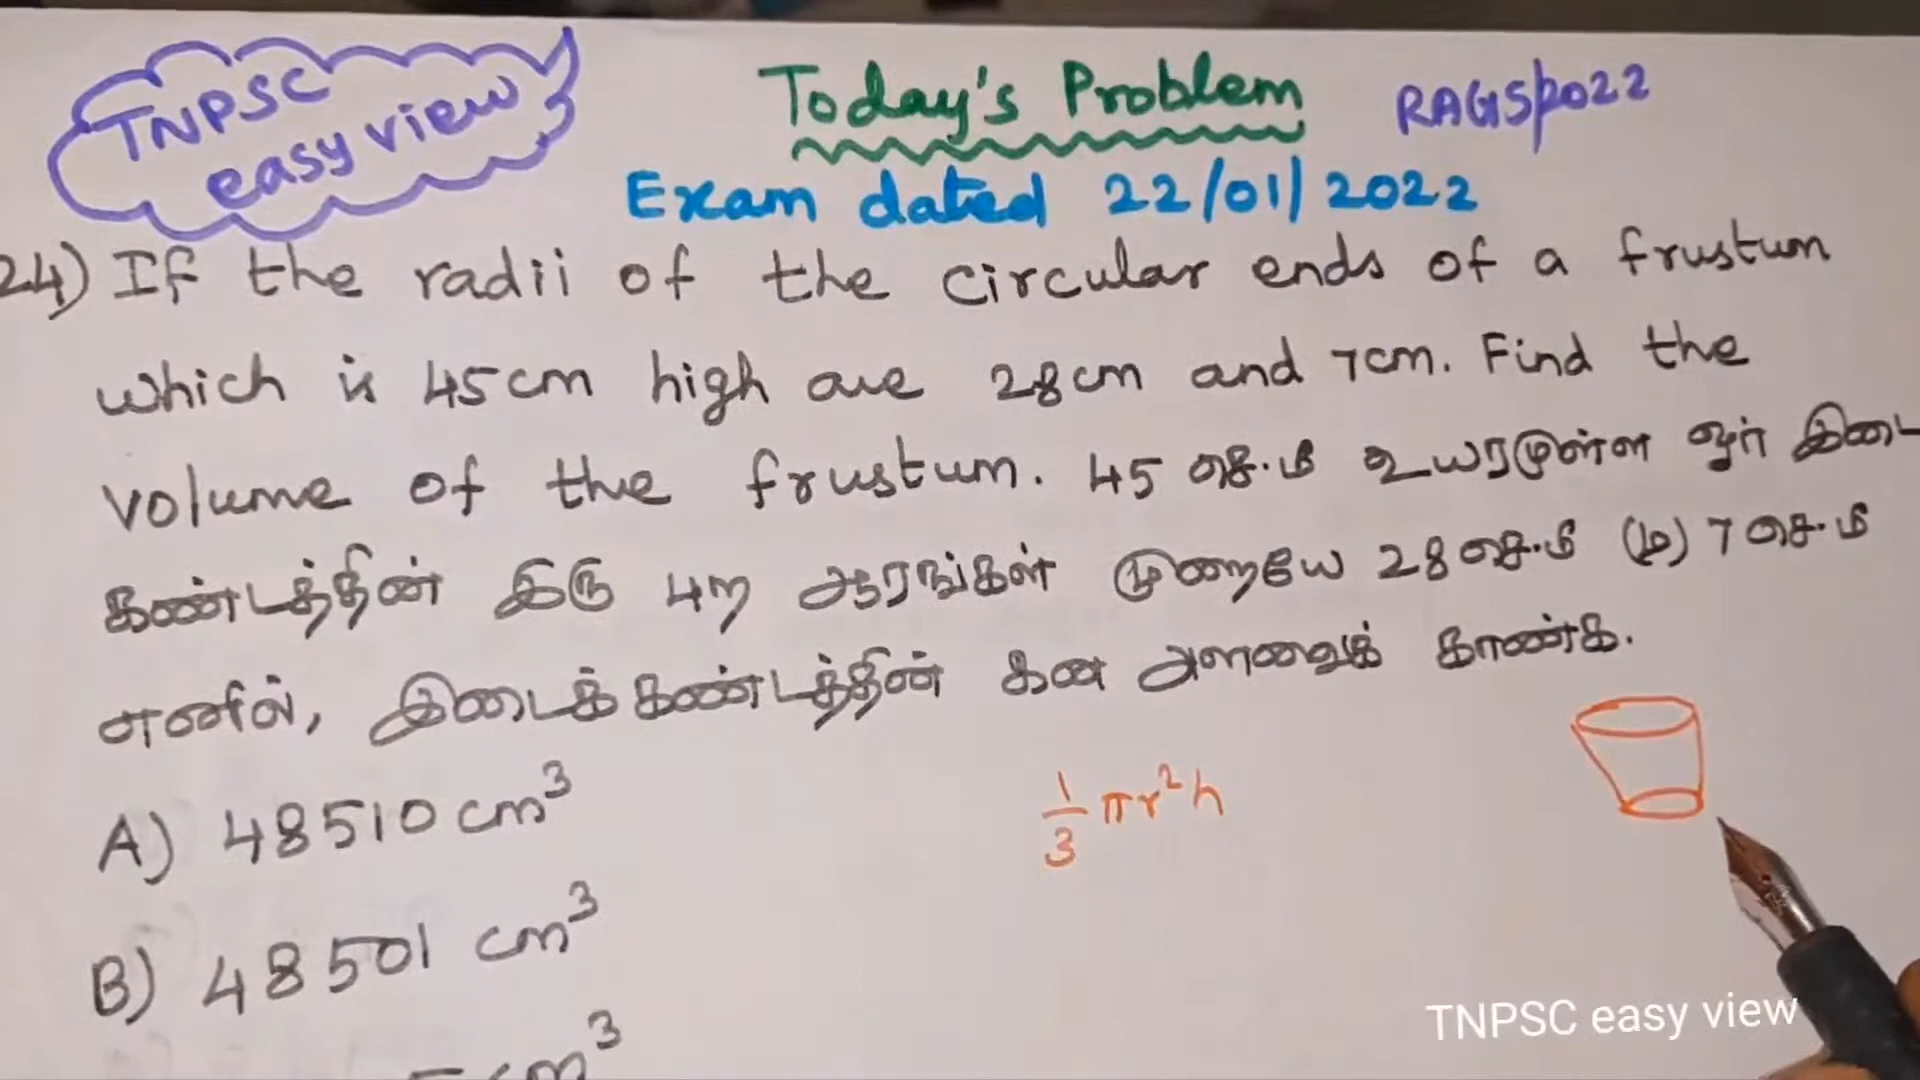 TNPSC
easy view
Today's Problem
RAGS/2022
Exam dated 22/01/2022
24) If the radii of the circular ends of a frustum
which is 45cm high are 28cm and 7cm. Find the
volume of the frustum. 45 செ.மீ உயரமுள்ள ஓர் இடை
கண்டத்தின் இரு புற ஆரங்கள் முறையே 28 செ.மீ (ம) 7 செ.மீ
எனில், இடைக் கண்டத்தின் கன அளவைக் காண்க.
A) 48510 cm³
1/3 πr²h
B) 48501 cm³
cm³
TNPSC easy view